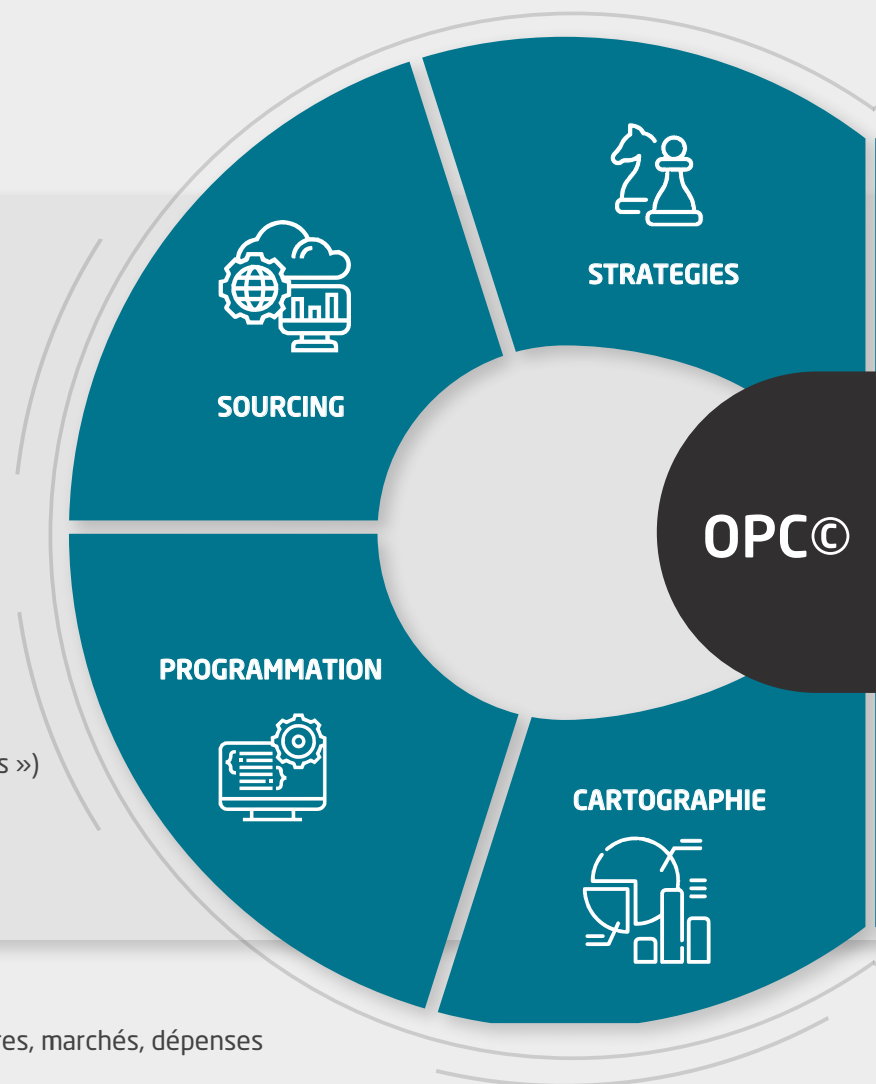 STRATEGIES
SOURCING
OPC©
PROGRAMMATION
s »)
CARTOGRAPHIE
res, marchés, dépenses